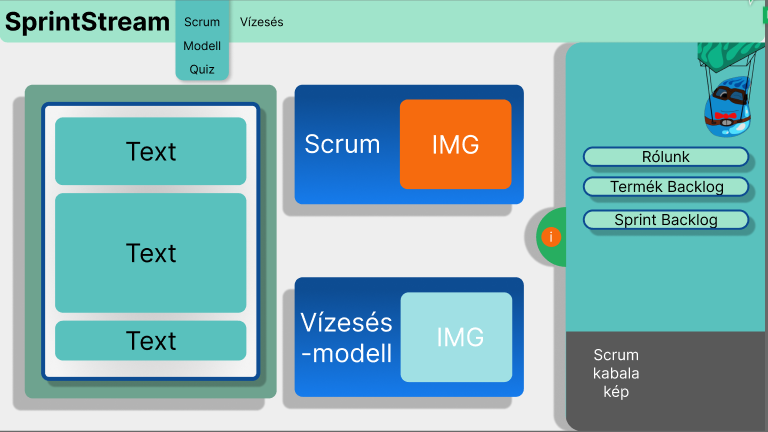 SprintStream
Scrum
Vízesés
Modell
Quiz
Text
Text
Text
Scrum
IMG
Vízesés
-modell
IMG
i
Rólunk
Termék Backlog
Sprint Backlog
Scrum
kabala
kép